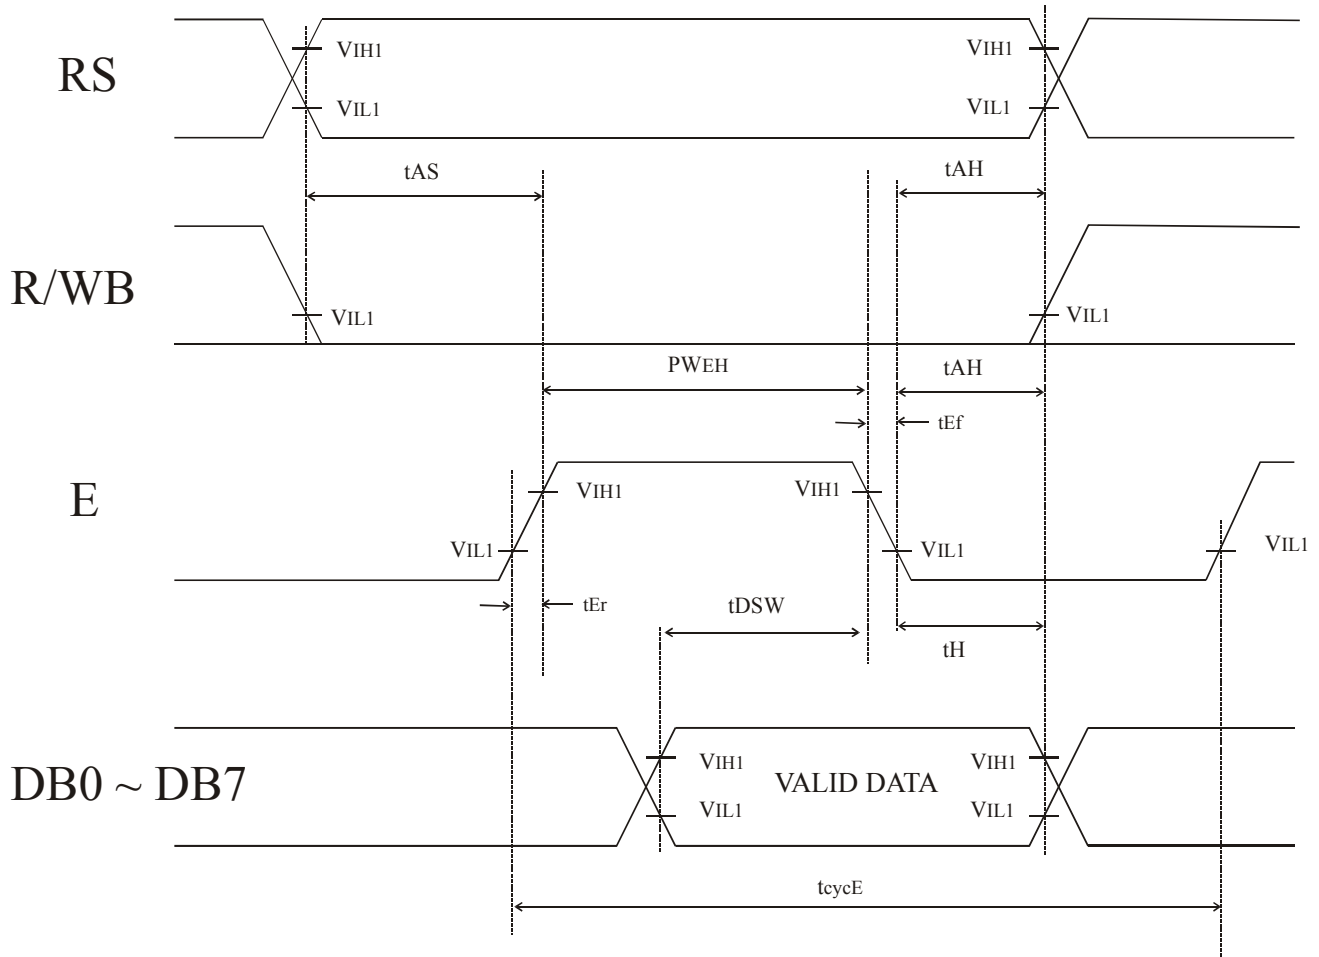 VIH1
VIH1
RS
VIL1
VIL1
tAS
tAH
R/WB
VIL1
VIL1
PWEH
tAH
tEf
E
VIH1
VIH1
VIL1
VIL1
VIL1
tEr
tDSW
tH
DB0 ~ DB7
VIH1
VALID DATA
VIH1
VIL1
VIL1
tcycE